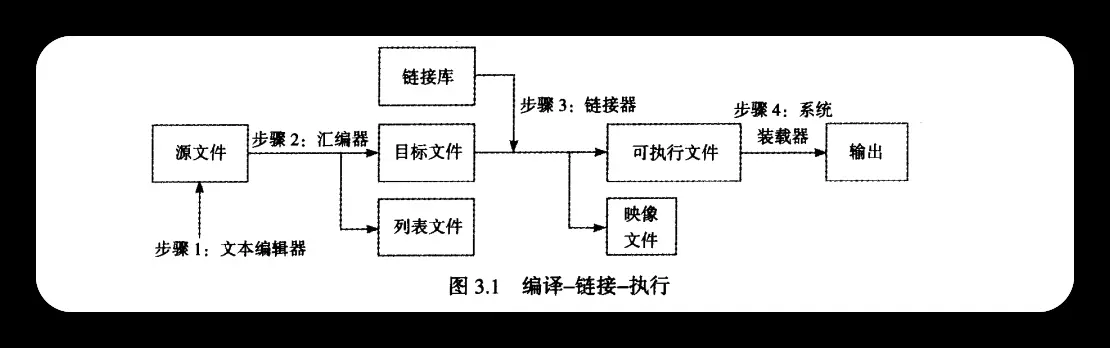 链接库
步骤 3：链接器
步骤 4：系统
装载器
源文件
步骤 2：汇编器
目标文件
可执行文件
输出
列表文件
映像
文件
步骤 1：文本编辑器
图 3.1 编译–链接–执行